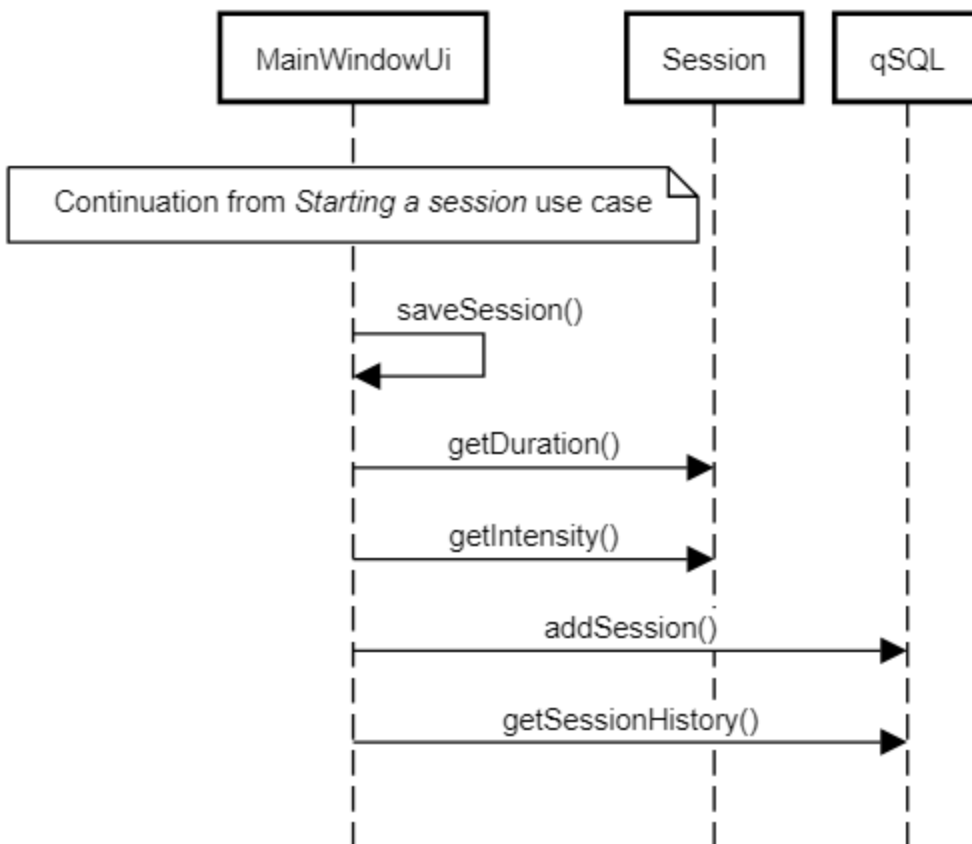 MainWindowUi
Session
qSQL
Continuation from Starting a session use case
saveSession()
getDuration()
getIntensity()
addSession()
getSessionHistory()